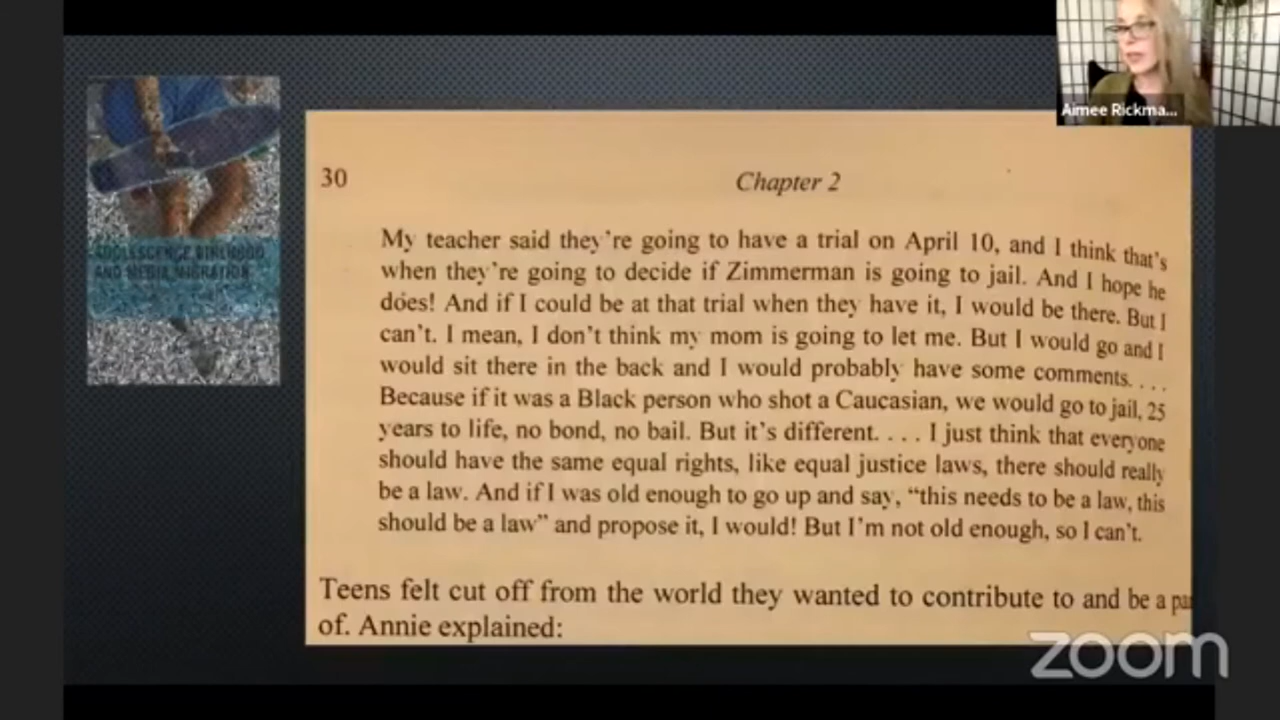 Aimee Rickma...
ADOLESCENCE, GIRLHOOD,
AND MEDIA MIGRATION
30
Chapter 2
My teacher said they're going to have a trial on April 10, and I think that's
when they're going to decide if Zimmerman is going to jail. And I hope he
does! And if I could be at that trial when they have it, I would be there. But I
can't. I mean, I don't think my mom is going to let me. But I would go and I
would sit there in the back and I would probably have some comments. . . .
Because if it was a Black person who shot a Caucasian, we would go to jail, 25
years to life, no bond, no bail. But it's different. . . . I just think that everyone
should have the same equal rights, like equal justice laws, there should really
be a law. And if I was old enough to go up and say, “this needs to be a law, this
should be a law” and propose it, I would! But I'm not old enough, so I can't.
Teens felt cut off from the world they wanted to contribute to and be a par
of. Annie explained:
zoom